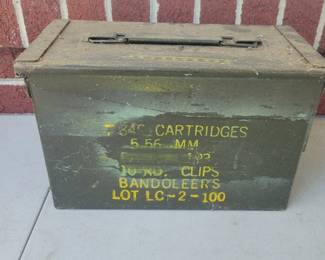 840 CARTRIDGES
5.56 MM
10 RD. CLIPS
BANDOLEERS
LOT LC-2-100